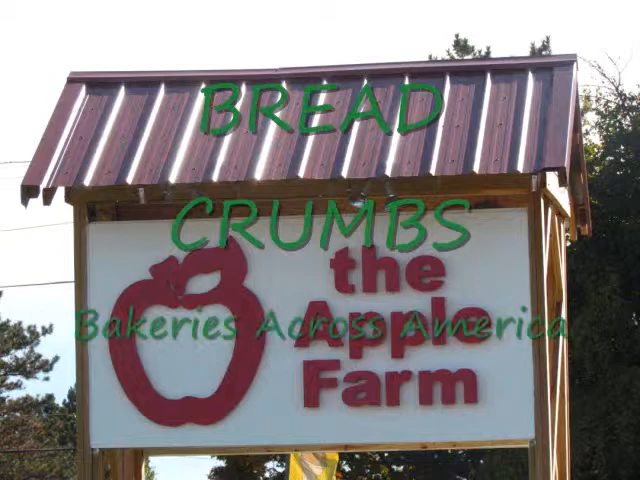 BREAD
CRUMBS
the
Apple
Farm
Bakeries Across America